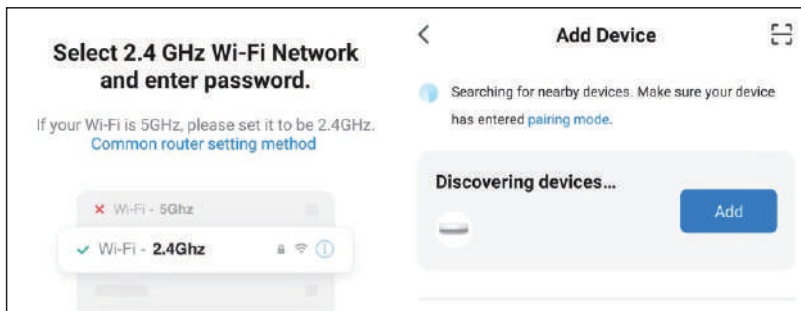 Select 2.4 GHz Wi-Fi Network
and enter password.
If your Wi-Fi is 5GHz, please set it to be 2.4GHz.
Common router setting method
Wi-Fi - 5Ghz
Wi-Fi - 2.4Ghz
Add Device
Searching for nearby devices. Make sure your device
has entered pairing mode.
Discovering devices...
Add